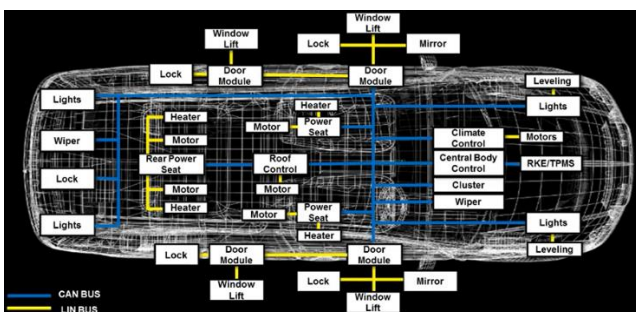 Window
Lift
Window
Lift
Lock
Mirror
Lock
Door
Module
Door
Module
Leveling
Lights
Heater
Lights
Heater
Motor
Power
Seat
Wiper
Motor
Climate
Control
Motors
Rear Power
Seat
Roof
Control
Central Body
Control
RKE/TPMS
Lock
Motor
Motor
Cluster
Heater
Motor
Power
Seat
Wiper
Lights
Heater
Lights
Lock
Door
Module
Door
Module
Leveling
Window
Lift
Lock
Mirror
Window
Lift
CAN BUS
LIN BUS